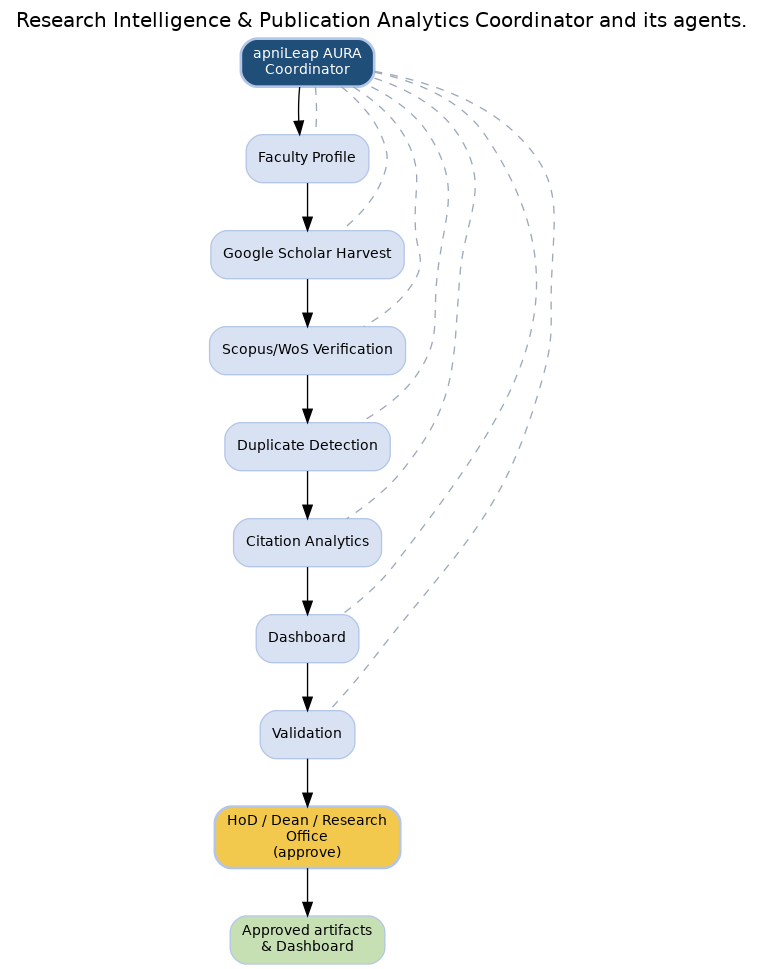 Research Intelligence & Publication Analytics Coordinator and its agents.
apniLeap AURA
Coordinator
Faculty Profile
Google Scholar Harvest
Scopus/WoS Verification
Duplicate Detection
Citation Analytics
Dashboard
Validation
HoD / Dean / Research
Office
(approve)
Approved artifacts
& Dashboard